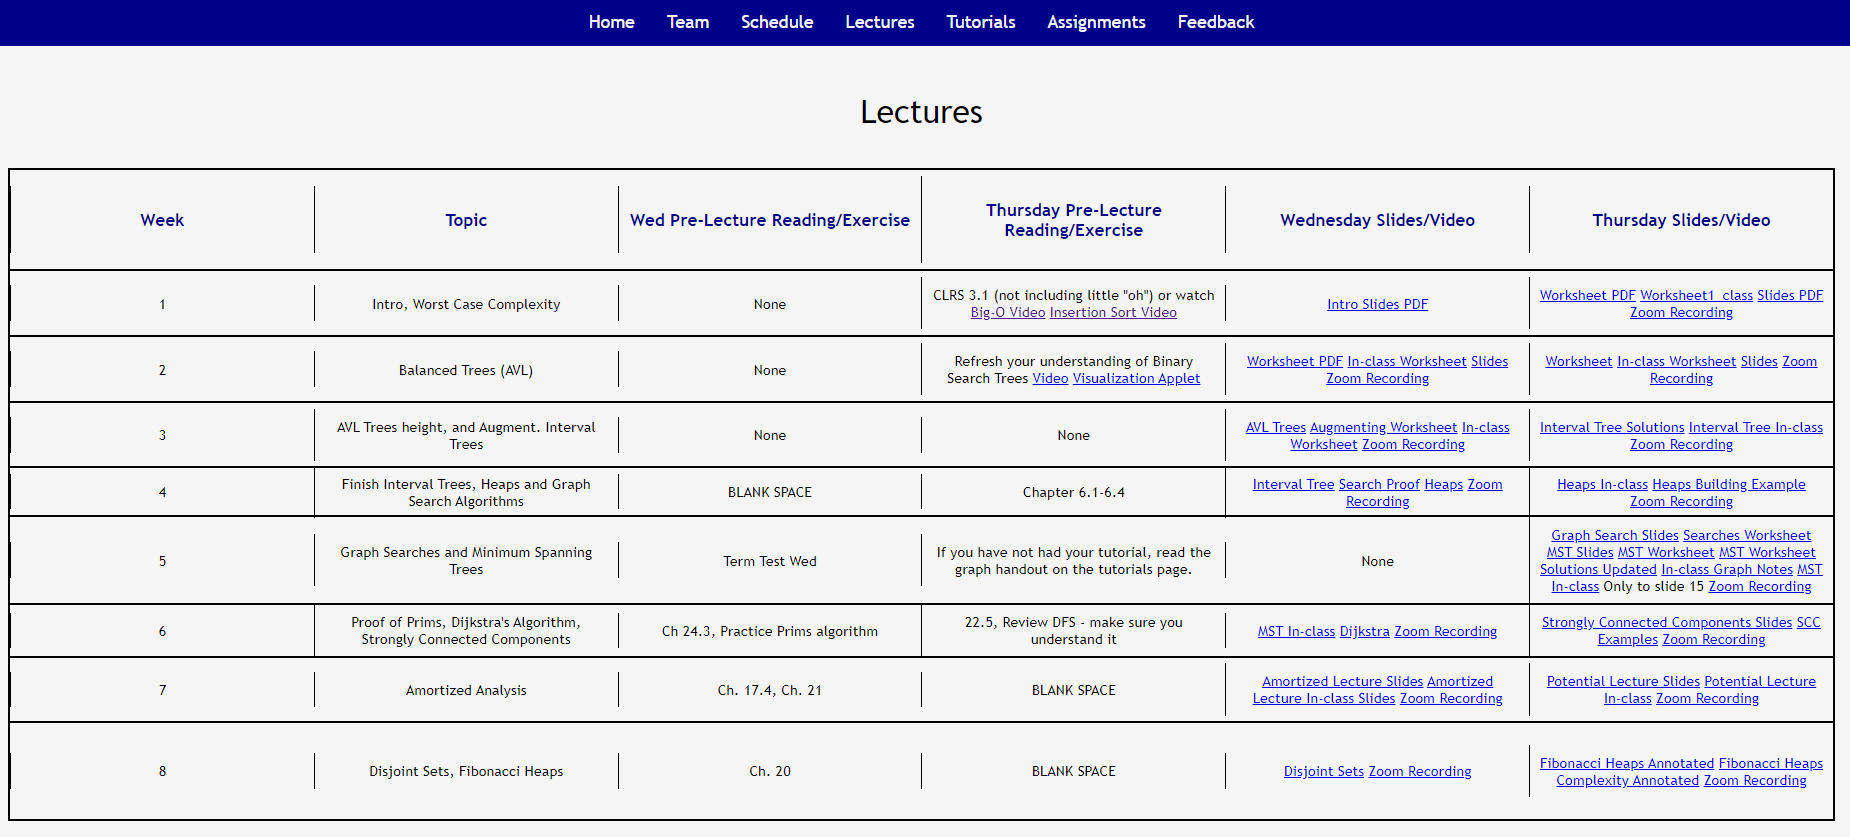 Home Team Schedule Lectures Tutorials Assignments Feedback
Lectures
Week
Topic
Wed Pre-Lecture Reading/Exercise
Thursday Pre-Lecture
Reading/Exercise
Wednesday Slides/Video
Thursday Slides/Video
1
Intro, Worst Case Complexity
None
CLRS 3.1 (not including little "oh") or watch
Big-O Video Insertion Sort Video
Intro Slides PDF
Worksheet PDF Worksheet1_class Slides PDF
Zoom Recording
2
Balanced Trees (AVL)
None
Refresh your understanding of Binary
Search Trees Video Visualization Applet
Worksheet PDF In-class Worksheet Slides
Zoom Recording
Worksheet In-class Worksheet Slides Zoom
Recording
3
AVL Trees height, and Augment. Interval
Trees
None
None
AVL Trees Augmenting Worksheet In-class
Worksheet Zoom Recording
Interval Tree Solutions Interval Tree In-class
Zoom Recording
4
Finish Interval Trees, Heaps and Graph
Search Algorithms
BLANK SPACE
Chapter 6.1-6.4
Interval Tree Search Proof Heaps Zoom
Recording
Heaps In-class Heaps Building Example
Zoom Recording
5
Graph Searches and Minimum Spanning
Trees
Term Test Wed
If you have not had your tutorial, read the
graph handout on the tutorials page.
None
Graph Search Slides Searches Worksheet
MST Slides MST Worksheet MST Worksheet
Solutions Updated In-class Graph Notes MST
In-class Only to slide 15 Zoom Recording
6
Proof of Prims, Dijkstra's Algorithm,
Strongly Connected Components
Ch 24.3, Practice Prims algorithm
22.5, Review DFS - make sure you
understand it
MST In-class Dijkstra Zoom Recording
Strongly Connected Components Slides SCC
Examples Zoom Recording
7
Amortized Analysis
Ch. 17.4, Ch. 21
BLANK SPACE
Amortized Lecture Slides Amortized
Lecture In-class Slides Zoom Recording
Potential Lecture Slides Potential Lecture
In-class Zoom Recording
8
Disjoint Sets, Fibonacci Heaps
Ch. 20
BLANK SPACE
Disjoint Sets Zoom Recording
Fibonacci Heaps Annotated Fibonacci Heaps
Complexity Annotated Zoom Recording